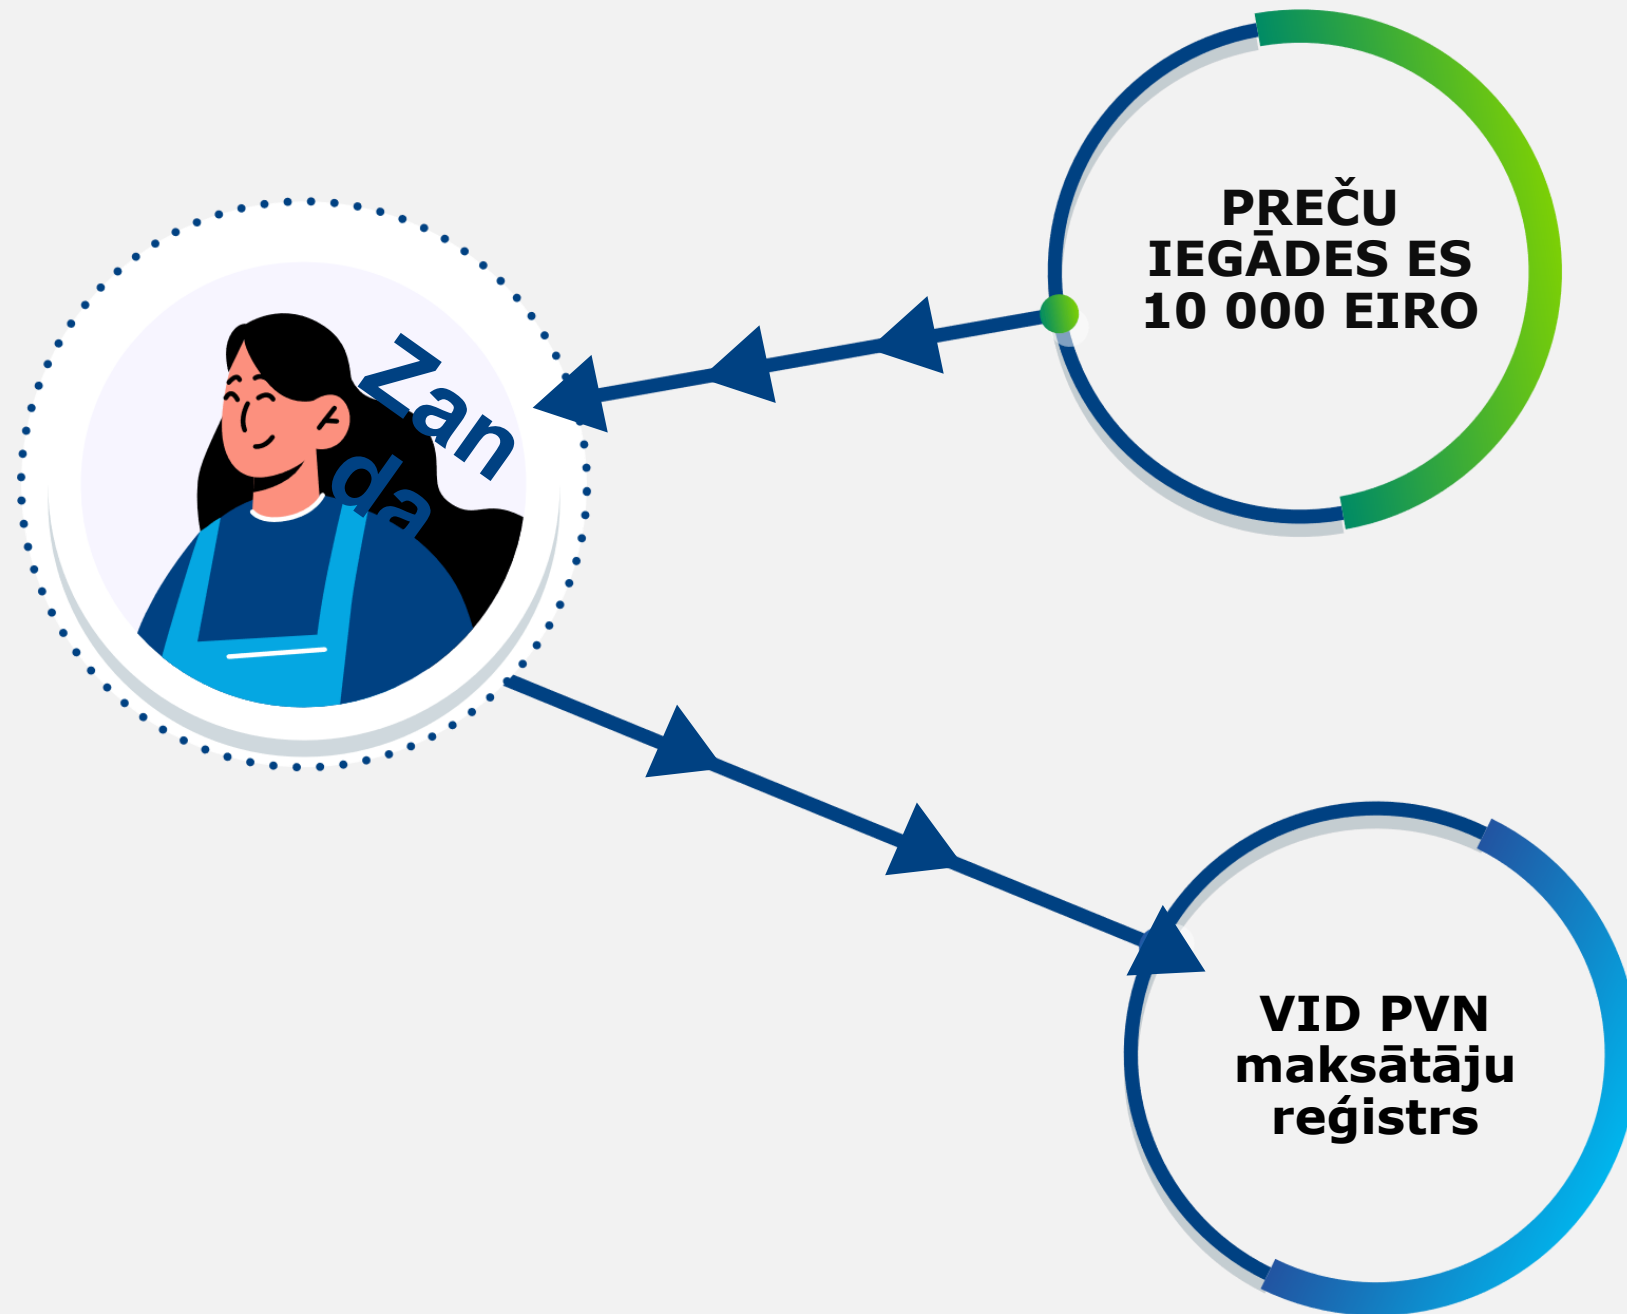 PREČU
IEGĀDES ES
10 000 EIRO
Zan
da
VID PVN
maksātāju
reģistrs